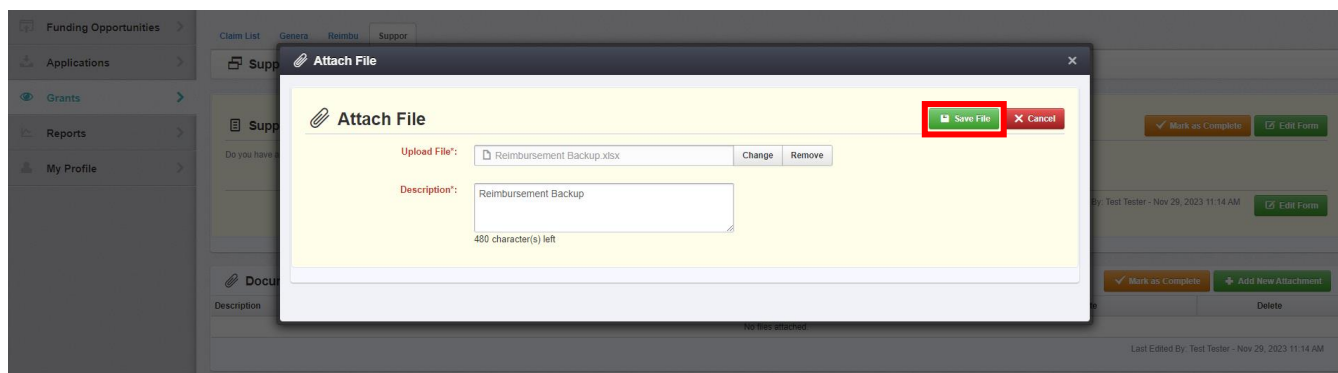 Funding Opportunities
Applications
Grants
Reports
My Profile
Claim List Genera Reimbu Suppor
Supp
Attach File
Attach File
Save File Cancel
Upload File*: Reimbursement Backup.xlsx Change Remove
Description*: Reimbursement Backup
480 character(s) left
Supp
Mark as Complete Edit Form
Do you have a
By: Test Tester - Nov 29, 2023 11:14 AM Edit Form
Docu
Mark as Complete Add New Attachment
Description Delete
No files attached
Last Edited By: Test Tester - Nov 29, 2023 11:14 AM